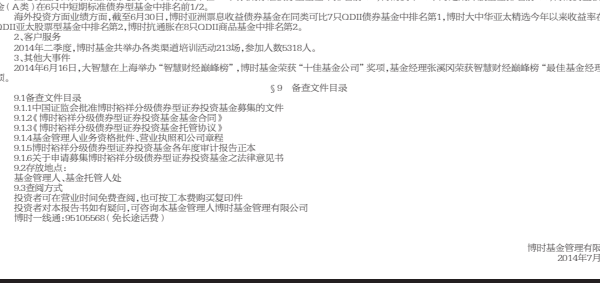 金(A类)在6只中短期标准债券型基金中排名前1/2。
海外投资方面业绩方面,截至6月30日,博时亚洲票息收益债券基金在同类可比7只QDII债券基金中排名第1,博时大中华亚太精选今年以来收益率在
QDII亚太股票型基金中排名第2,博时抗通胀在8只QDII商品基金中排名第2。
2、客户服务
2014年二季度,博时基金共举办各类渠道培训活动213场,参加人数5318人。
3、其他大事件
2014年6月16日,大智慧在上海举办“智慧财经巅峰榜”,博时基金荣获“十佳基金公司”奖项,基金经理张溪冈荣获智慧财经巅峰榜“最佳基金经理
项。
§9 备查文件目录
9.1备查文件目录
9.1.1中国证监会批准博时裕祥分级债券型证券投资基金募集的文件
9.1.2《博时裕祥分级债券型证券投资基金基金合同》
9.1.3《博时裕祥分级债券型证券投资基金托管协议》
9.1.4基金管理人业务资格批件、营业执照和公司章程
9.1.5博时裕祥分级债券型证券投资基金各年度审计报告正本
9.1.6关于申请募集博时裕祥分级债券型证券投资基金之法律意见书
9.2存放地点:
基金管理人、基金托管人处
9.3查阅方式
投资者可在营业时间免费查阅,也可按工本费购买复印件
投资者对本报告书如有疑问,可咨询本基金管理人博时基金管理有限公司
博时一线通:95105568(免长途话费)
博时基金管理有限
2014年7月